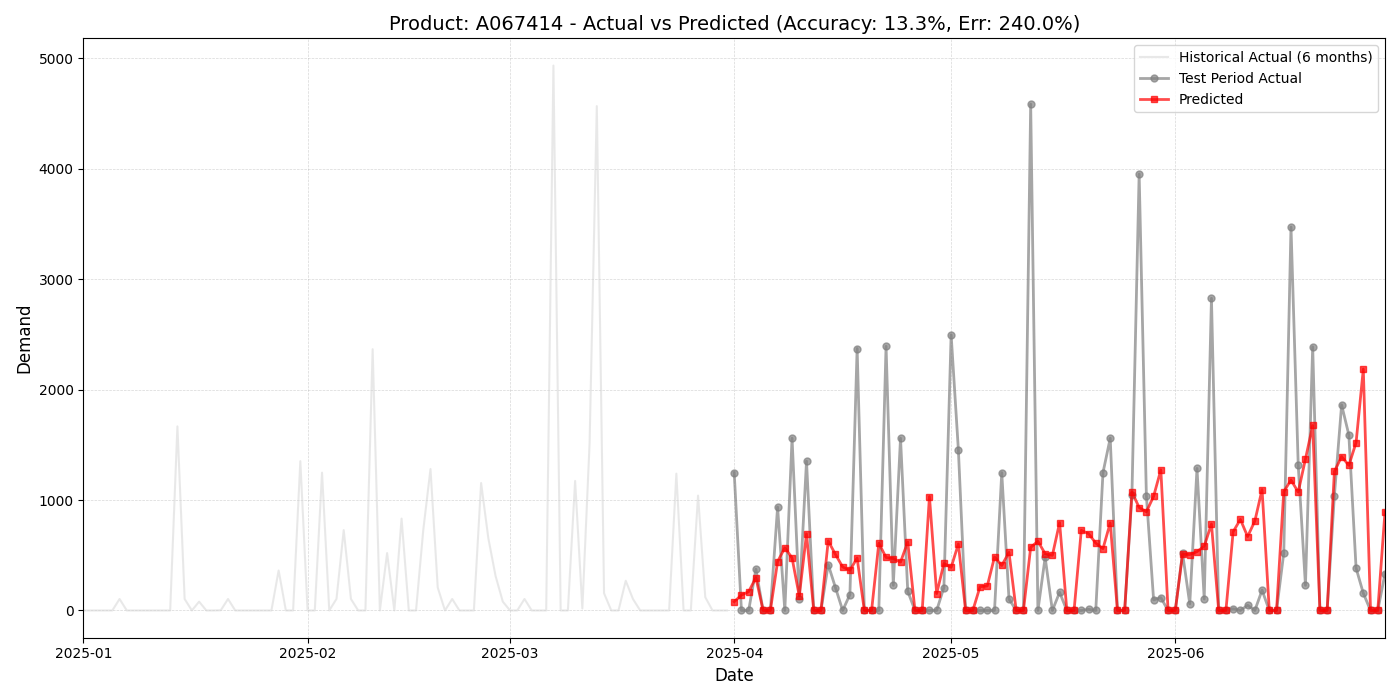 Product: A067414 - Actual vs Predicted (Accuracy: 13.3%, Err: 240.0%)
Historical Actual (6 months)
Test Period Actual
Predicted
Demand
5000
4000
3000
2000
1000
0
2025-01
2025-02
2025-03
2025-04
2025-05
2025-06
Date